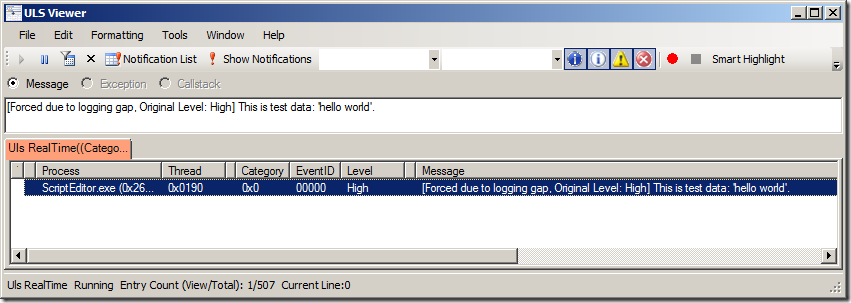 ULS Viewer
File Edit Formatting Tools Window Help
Notification List Show Notifications Smart Highlight
Message Exception Callstack
[Forced due to logging gap, Original Level: High] This is test data: 'hello world'.
Uls RealTime((Catego...
Process Thread Category EventID Level Message
ScriptEditor.exe (0x26... 0x0190 0x0 00000 High [Forced due to logging gap, Original Level: High] This is test data: 'hello world'.
Uls RealTime Running Entry Count (View/Total): 1/507 Current Line:0